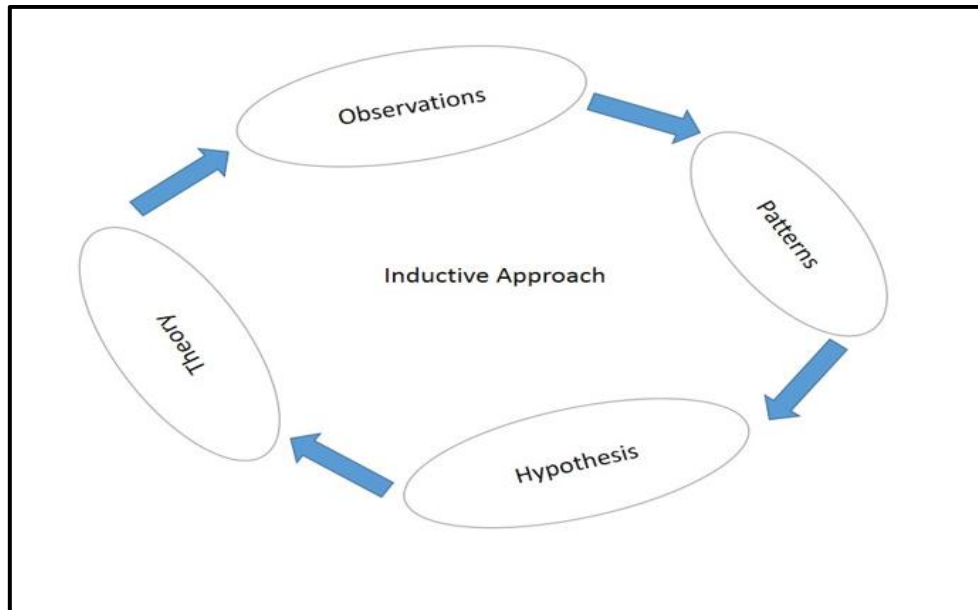 Observations
Patterns
Inductive Approach
Theory
Hypothesis